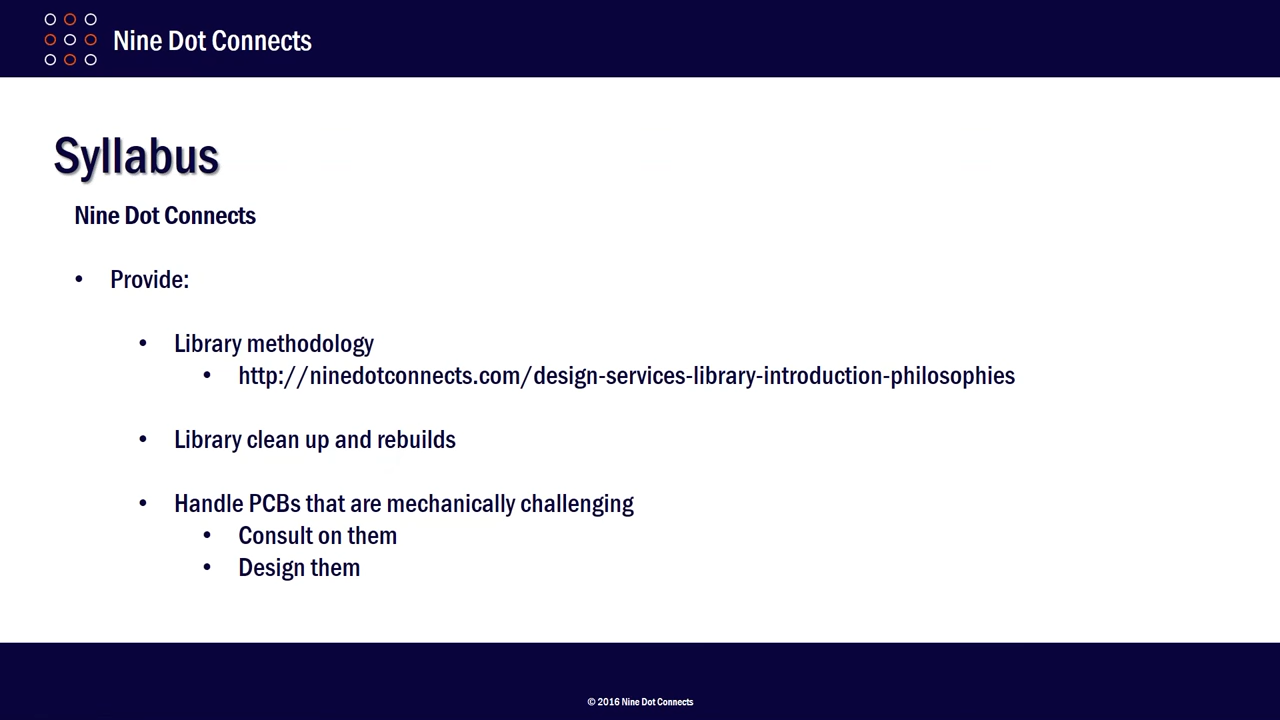 Nine Dot Connects
Syllabus
Nine Dot Connects
• Provide:
• Library methodology
• http://ninedotconnects.com/design-services-library-introduction-philosophies
• Library clean up and rebuilds
• Handle PCBs that are mechanically challenging
• Consult on them
• Design them
© 2016 Nine Dot Connects